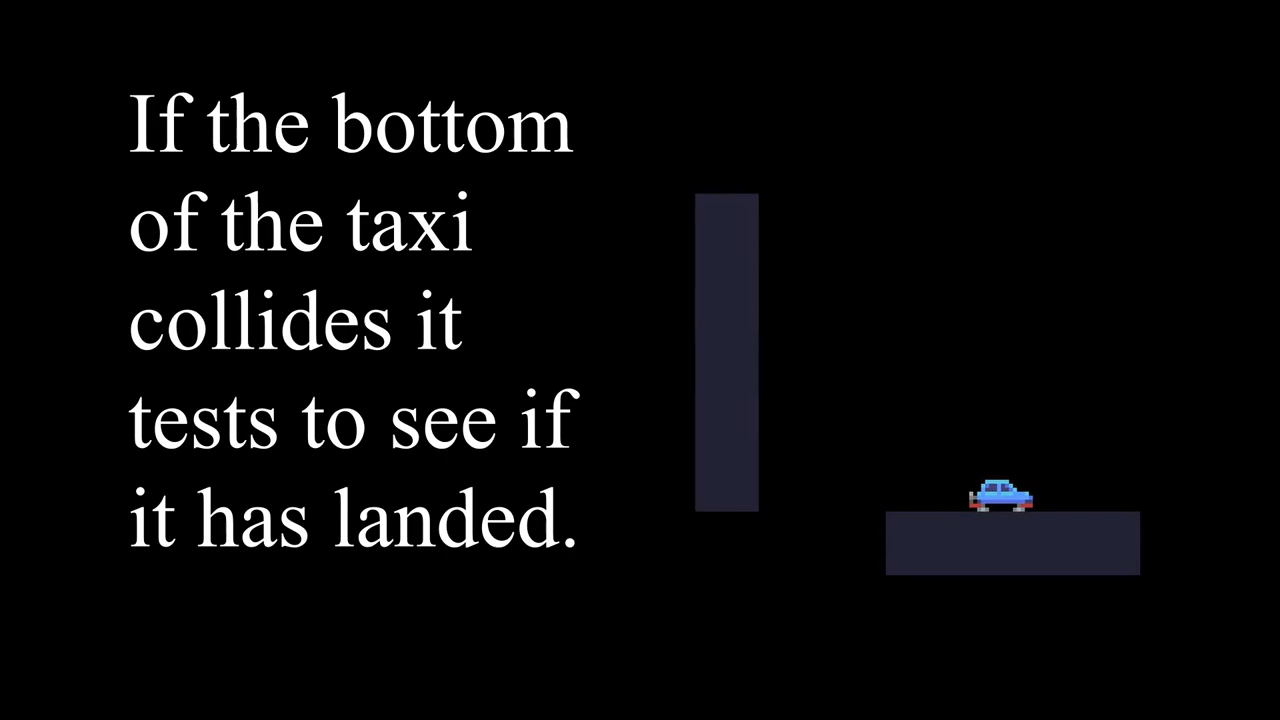 If the bottom
of the taxi
collides it
tests to see if
it has landed.